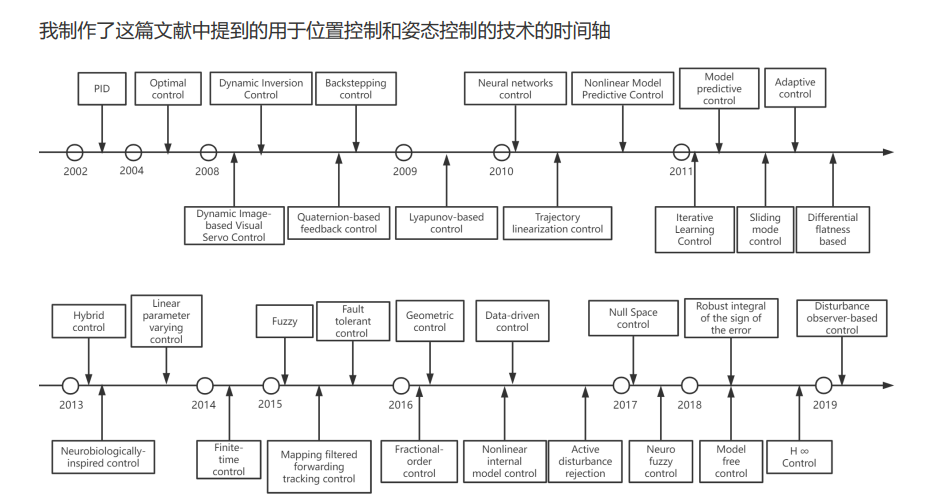 我制作了这篇文献中提到的用于位置控制和姿态控制的技术的时间轴
PID
Optimal
control
Dynamic Inversion
Control
Backstepping
control
Neural networks
control
Nonlinear Model
Predictive Control
Model
predictive
control
Adaptive
control
2002
2004
2008
2009
2010
2011
Dynamic Image-
based Visual
Servo Control
Quaternion-based
feedback control
Lyapunov-based
control
Trajectory
linearization control
Iterative
Learning
Control
Sliding
mode
control
Differential
flatness
based
Hybrid
control
Linear
parameter
varying
control
Fuzzy
Fault
tolerant
control
Geometric
control
Data-driven
control
Null Space
control
Robust integral
of the sign of
the error
Disturbance
observer-based
control
2013
2014
2015
2016
2017
2018
2019
Neurobiologically-
inspired control
Finite-
time
control
Mapping filtered
forwarding
tracking control
Fractional-
order
control
Nonlinear
internal
model control
Active
disturbance
rejection
Neuro
fuzzy
control
Model
free
control
H ∞
Control